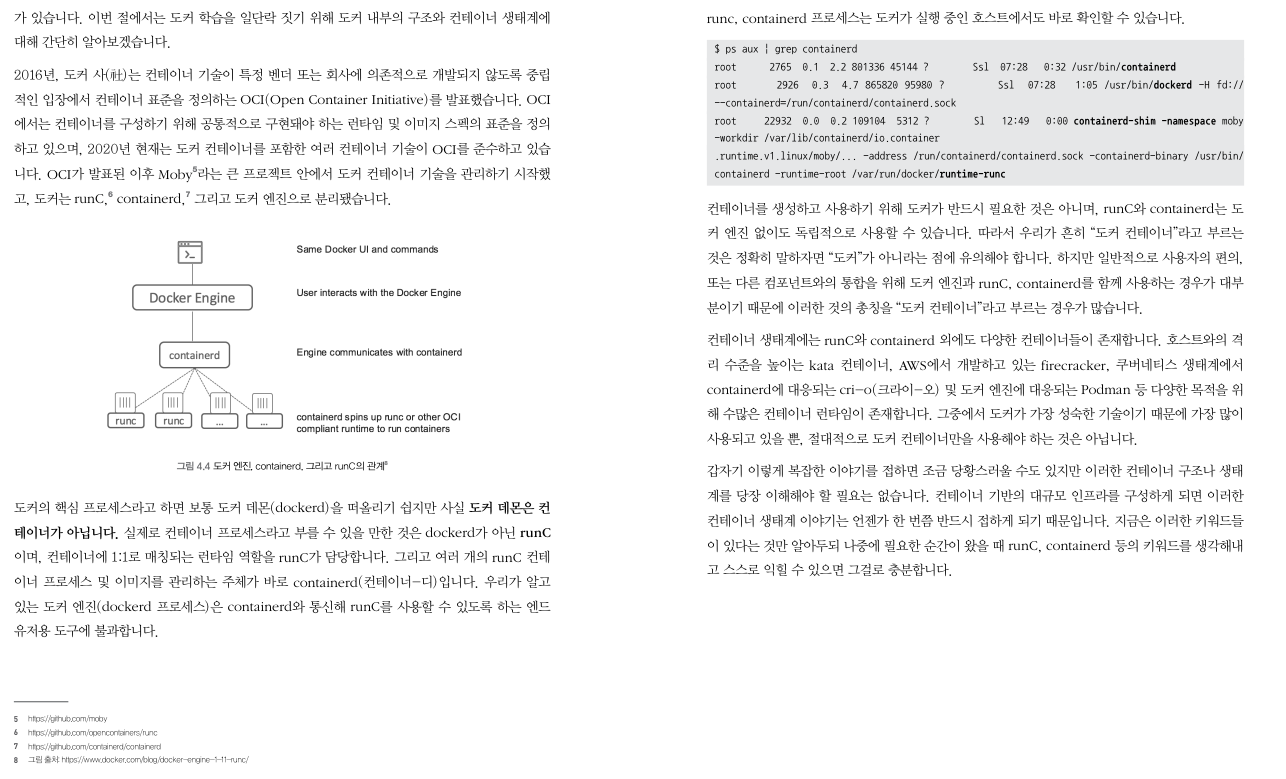 가 있습니다. 이번 절에서는 도커 학습을 일단락 짓기 위해 도커 내부의 구조와 컨테이너 생태계에
대해 간단히 알아보겠습니다.
2016년, 도커 사(社)는 컨테이너 기술이 특정 벤더 또는 회사에 의존적으로 개발되지 않도록 중립
적인 입장에서 컨테이너 표준을 정의하는 OCI(Open Container Initiative)를 발표했습니다. OCI
에서는 컨테이너를 구성하기 위해 공통적으로 구현돼야 하는 런타임 및 이미지 스펙의 표준을 정의
하고 있으며, 2020년 현재는 도커 컨테이너를 포함한 여러 컨테이너 기술이 OCI를 준수하고 있습
니다. OCI가 발표된 이후 Moby5라는 큰 프로젝트 안에서 도커 컨테이너 기술을 관리하기 시작했
고, 도커는 runC,6 containerd,7 그리고 도커 엔진으로 분리됐습니다.
Same Docker UI and commands
Docker Engine
User interacts with the Docker Engine
containerd
Engine communicates with containerd
runc
runc
...
...
containerd spins up runc or other OCI
compliant runtime to run containers
그림 4.4 도커 엔진, containerd, 그리고 runC의 관계8
도커의 핵심 프로세스라고 하면 보통 도커 데몬(dockerd)을 떠올리기 쉽지만 사실 도커 데몬은 컨
테이너가 아닙니다. 실제로 컨테이너 프로세스라고 부를 수 있을 만한 것은 dockerd가 아닌 runC
이며, 컨테이너에 1:1로 매칭되는 런타임 역할을 runC가 담당합니다. 그리고 여러 개의 runC 컨테
이너 프로세스 및 이미지를 관리하는 주체가 바로 containerd(컨테이너-디)입니다. 우리가 알고
있는 도커 엔진(dockerd 프로세스)은 containerd와 통신해 runC를 사용할 수 있도록 하는 엔드
유저용 도구에 불과합니다.
5 https://github.com/moby
6 https://github.com/opencontainers/runc
7 https://github.com/containerd/containerd
8 그림 출처: https://www.docker.com/blog/docker-engine-1-11-runc/
runc, containerd 프로세스는 도커가 실행 중인 호스트에서도 바로 확인할 수 있습니다.
$ ps aux | grep containerd
root 2765 0.1 2.2 801336 45144 ? Ssl 07:28 0:32 /usr/bin/containerd
root 2926 0.3 4.7 865820 95980 ? Ssl 07:28 1:05 /usr/bin/dockerd -H fd://
--containerd=/run/containerd/containerd.sock
root 22932 0.0 0.2 109104 5312 ? Sl 12:49 0:00 containerd-shim -namespace moby
-workdir /var/lib/containerd/io.container
.runtime.v1.linux/moby/... -address /run/containerd/containerd.sock -containerd-binary /usr/bin/
containerd -runtime-root /var/run/docker/runtime-runc
컨테이너를 생성하고 사용하기 위해 도커가 반드시 필요한 것은 아니며, runC와 containerd는 도
커 엔진 없이도 독립적으로 사용할 수 있습니다. 따라서 우리가 흔히 “도커 컨테이너”라고 부르는
것은 정확히 말하자면 “도커”가 아니라는 점에 유의해야 합니다. 하지만 일반적으로 사용자의 편의,
또는 다른 컴포넌트와의 통합을 위해 도커 엔진과 runC, containerd를 함께 사용하는 경우가 대부
분이기 때문에 이러한 것의 총칭을 “도커 컨테이너”라고 부르는 경우가 많습니다.
컨테이너 생태계에는 runC와 containerd 외에도 다양한 컨테이너들이 존재합니다. 호스트와의 격
리 수준을 높이는 kata 컨테이너, AWS에서 개발하고 있는 firecracker, 쿠버네티스 생태계에서
containerd에 대응되는 cri-o(크라이-오) 및 도커 엔진에 대응되는 Podman 등 다양한 목적을 위
해 수많은 컨테이너 런타임이 존재합니다. 그중에서 도커가 가장 성숙한 기술이기 때문에 가장 많이
사용되고 있을 뿐, 절대적으로 도커 컨테이너만을 사용해야 하는 것은 아닙니다.
갑자기 이렇게 복잡한 이야기를 접하면 조금 당황스러울 수도 있지만 이러한 컨테이너 구조나 생태
계를 당장 이해해야 할 필요는 없습니다. 컨테이너 기반의 대규모 인프라를 구성하게 되면 이러한
컨테이너 생태계 이야기는 언젠가 한 번쯤 반드시 접하게 되기 때문입니다. 지금은 이러한 키워드들
이 있다는 것만 알아두되 나중에 필요한 순간이 왔을 때 runC, containerd 등의 키워드를 생각해내
고 스스로 익힐 수 있으면 그걸로 충분합니다.